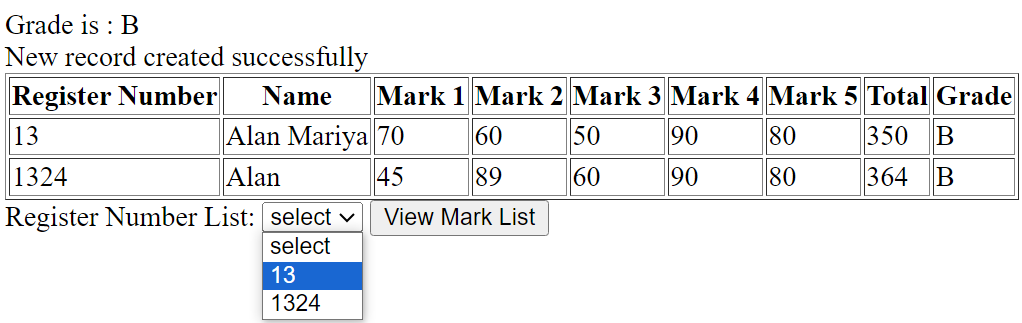 Grade is : B
New record created successfully
Register Number Name Mark 1 Mark 2 Mark 3 Mark 4 Mark 5 Total Grade
13 Alan Mariya 70 60 50 90 80 350 B
1324 Alan 45 89 60 90 80 364 B
Register Number List: select View Mark List
select
13
1324